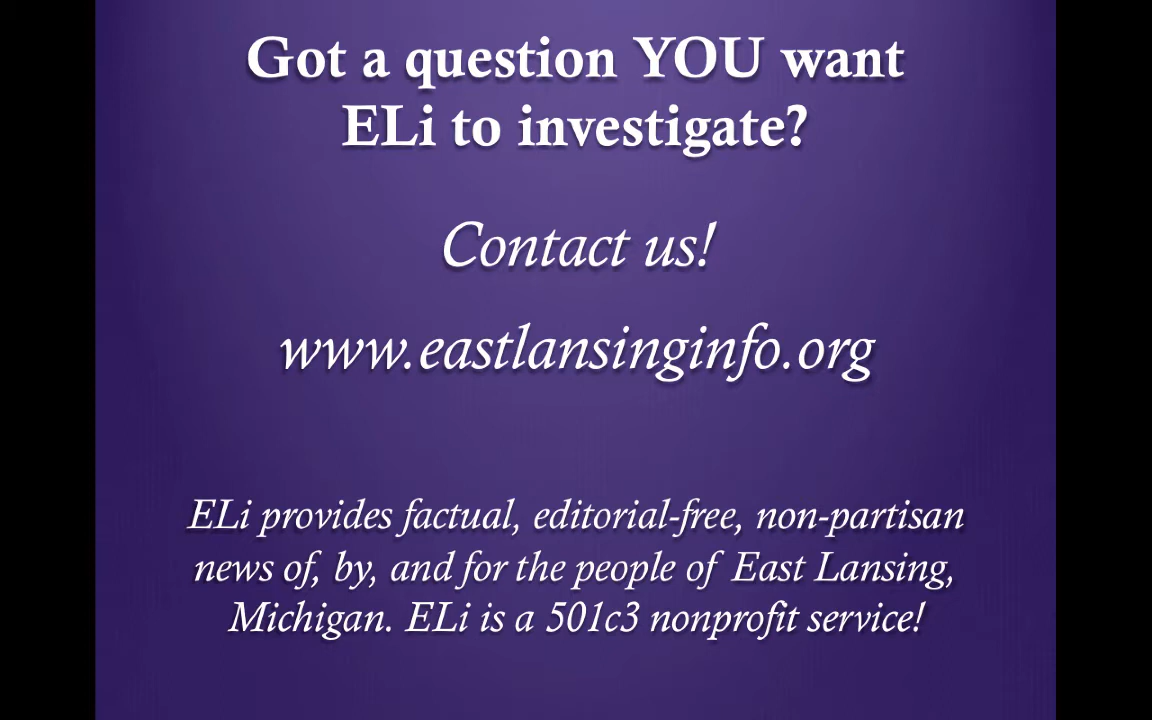 Got a question YOU want
ELi to investigate?
Contact us!
www.eastlansinginfo.org
ELi provides factual, editorial-free, non-partisan
news of, by, and for the people of East Lansing,
Michigan. ELi is a 501c3 nonprofit service!